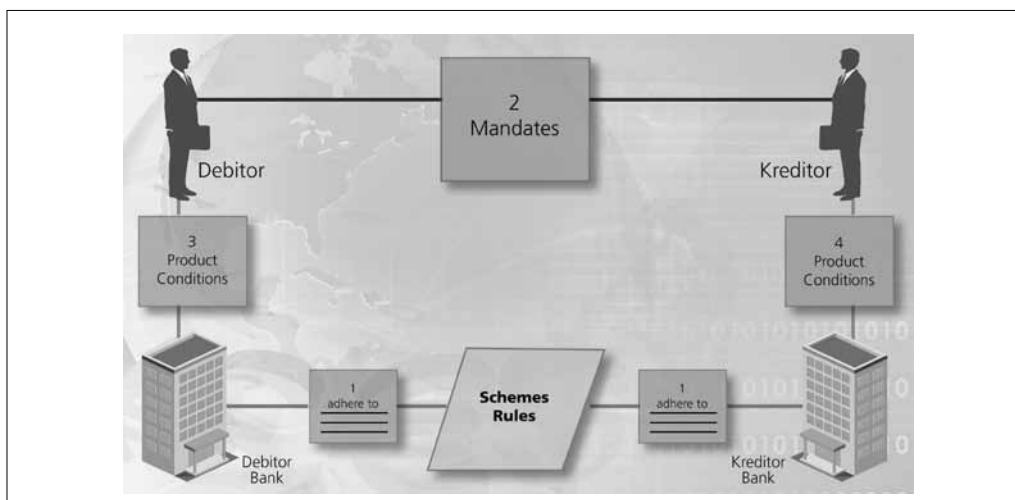 2
Mandates
Debitor
Kreditor
3
Product
Conditions
4
Product
Conditions
1
adhere to
Schemes
Rules
1
adhere to
Debitor
Bank
Kreditor
Bank